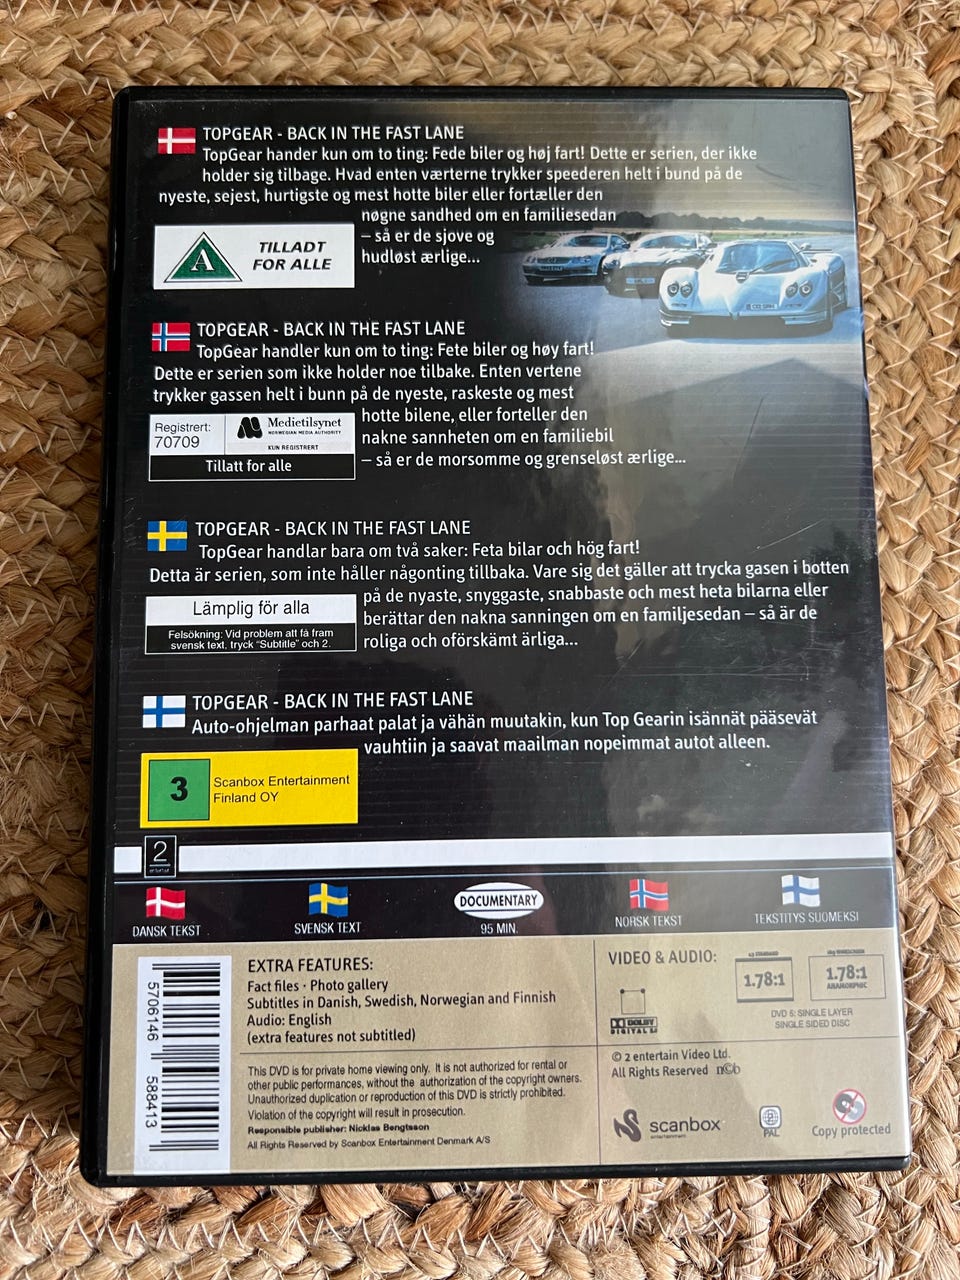 TOPGEAR - BACK IN THE FAST LANE
TopGear hander kun om to ting: Fede biler og høj fart! Dette er serien, der ikke
holder sig tilbage. Hvad enten værterne trykker speederen helt i bund på de
nyeste, sejest, hurtigste og mest hotte biler eller fortæller den
nøgne sandhed om en familiesedan
– så er de sjove og
hudløst ærlige...
A
TILLADT
FOR ALLE
TOPGEAR - BACK IN THE FAST LANE
TopGear handler kun om to ting: Fete biler og høy fart!
Dette er serien som ikke holder noe tilbake. Enten vertene
trykker gassen helt i bunn på de nyeste, raskeste og mest
hotte bilene, eller forteller den
nakne sannheten om en familiebil
– så er de morsomme og grenseløst ærlige...
Registrert:
70709
Medietilsynet
NORWEGIAN MEDIA AUTHORITY
KUN REGISTRERT
Tillatt for alle
TOPGEAR - BACK IN THE FAST LANE
TopGear handlar bara om två saker: Feta bilar och hög fart!
Detta är serien, som inte håller någonting tillbaka. Vare sig det gäller att trycka gasen i botten
på de nyaste, snyggaste, snabbaste och mest heta bilarna eller
berättar den nakna sanningen om en familjesedan – så är de
roliga och oförskämt ärliga...
Lämplig för alla
Felsökning: Vid problem att få fram
svensk text, tryck "Subtitle" och 2.
TOPGEAR - BACK IN THE FAST LANE
Auto-ohjelman parhaat palat ja vähän muutakin, kun Top Gearin isännät pääsevät
vauhtiin ja saavat maailman nopeimmat autot alleen.
3
Scanbox Entertainment
Finland OY
2
entertain
DANSK TEKST
SVENSK TEXT
DOCUMENTARY
95 MIN.
NORSK TEKST
TEKSTITYS SUOMEKSI
5706146 588413
EXTRA FEATURES:
Fact files · Photo gallery
Subtitles in Danish, Swedish, Norwegian and Finnish
Audio: English
(extra features not subtitled)
This DVD is for private home viewing only. It is not authorized for rental or
other public performances, without the authorization of the copyright owners.
Unauthorized duplication or reproduction of this DVD is strictly prohibited.
Violation of the copyright will result in prosecution.
Responsible publisher: Nicklas Bengtsson
All Rights Reserved by Scanbox Entertainment Denmark A/S
VIDEO & AUDIO:
DOLBY
DIGITAL
1.78:1
1.78:1
ANAMORPHIC
DVD 5: SINGLE LAYER
SINGLE SIDED DISC
© 2 entertain Video Ltd.
All Rights Reserved
scanbox
entertainment
PAL
Copy protected